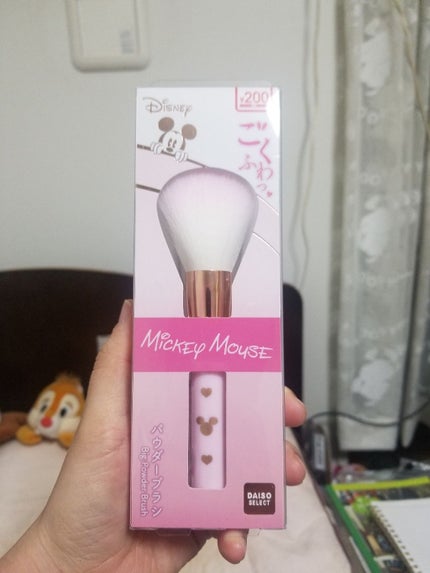 Disney
¥200
ごくふわっ
Mickey Mouse
パウダーブラシ
Big Powder Brush
DAISO
SELECT